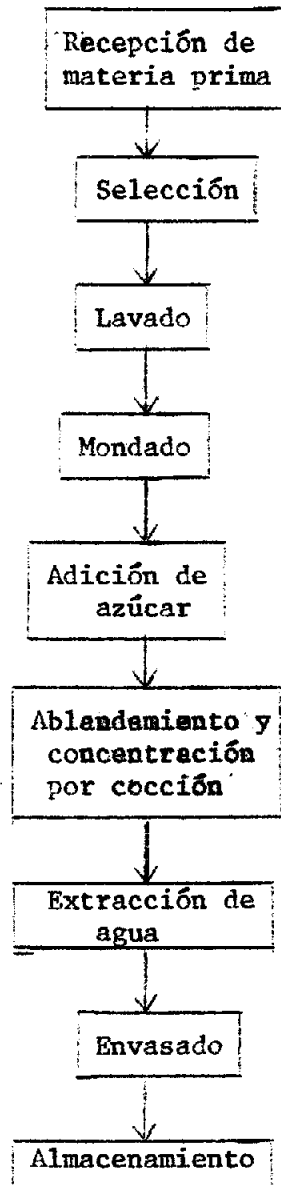 Recepción de
materia prima
Selección
Lavado
Mondado
Adición de
azúcar
Ablandamiento y
concentración
por cocción
Extracción de
agua
Envasado
Almacenamiento